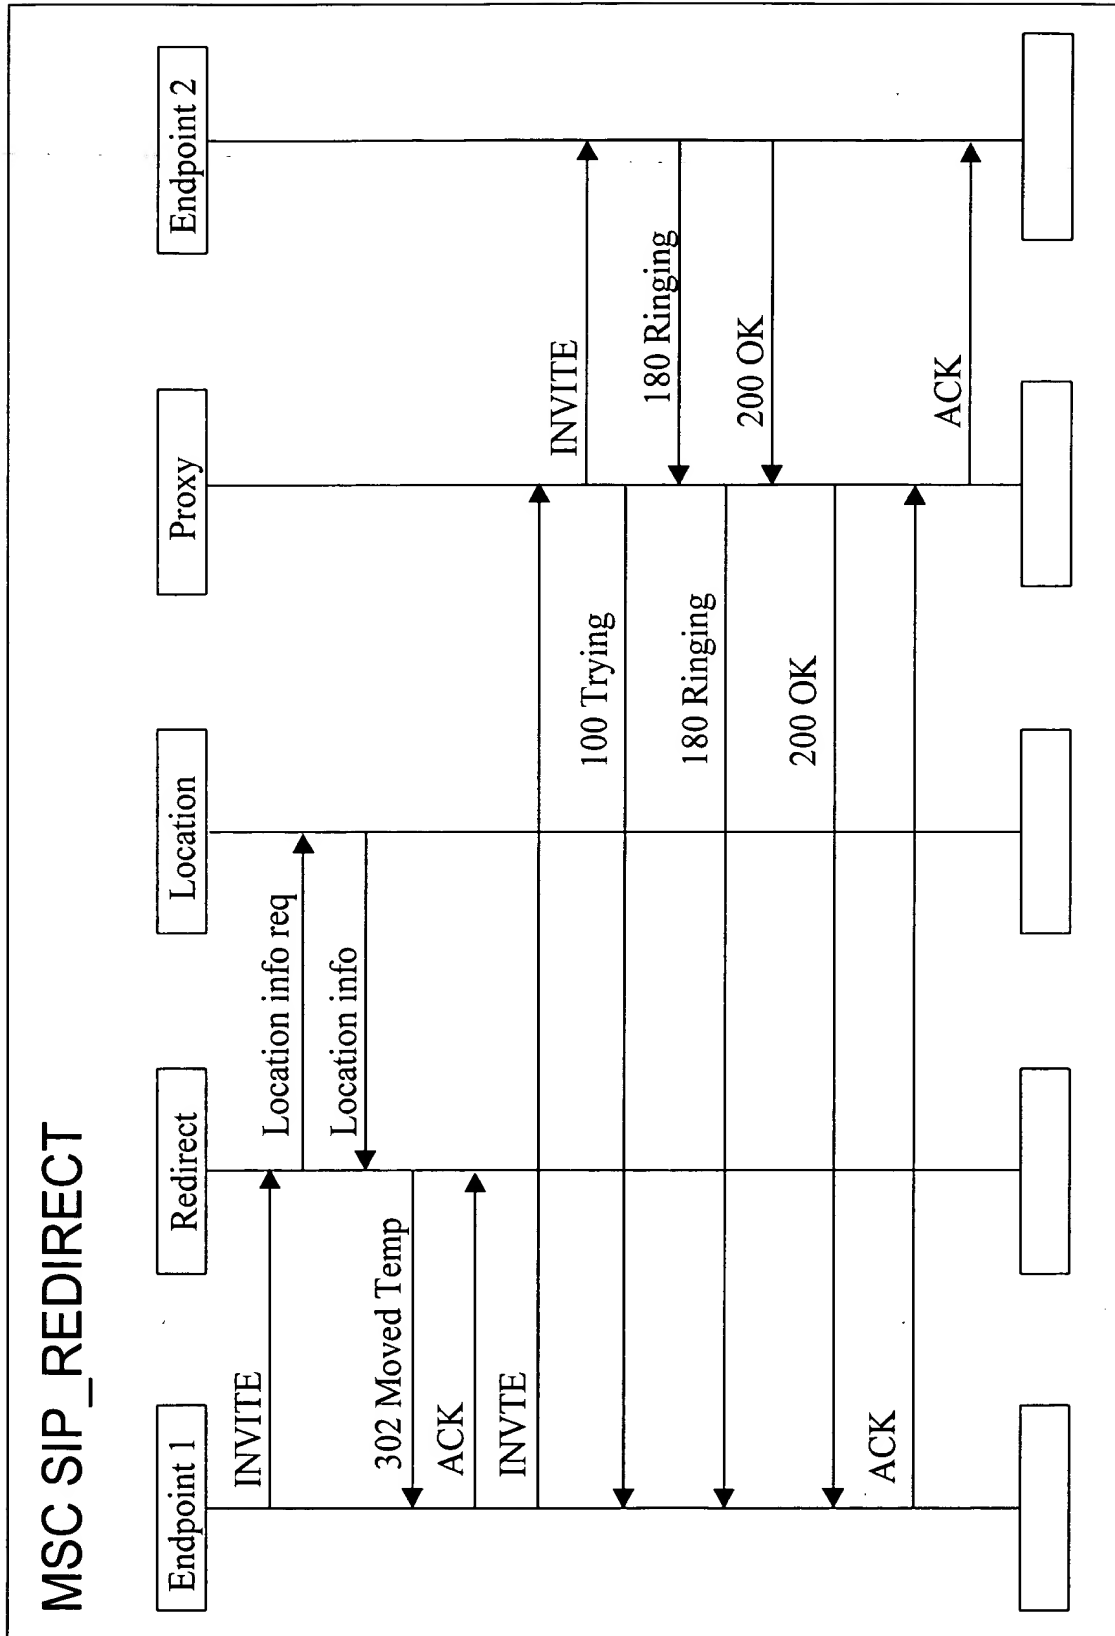 MSC SIP_REDIRECT
Endpoint 1
Redirect
Location
Proxy
Endpoint 2
INVITE
Location info req
Location info
302 Moved Temp
ACK
INVTE
INVITE
100 Trying
180 Ringing
180 Ringing
200 OK
200 OK
ACK
ACK